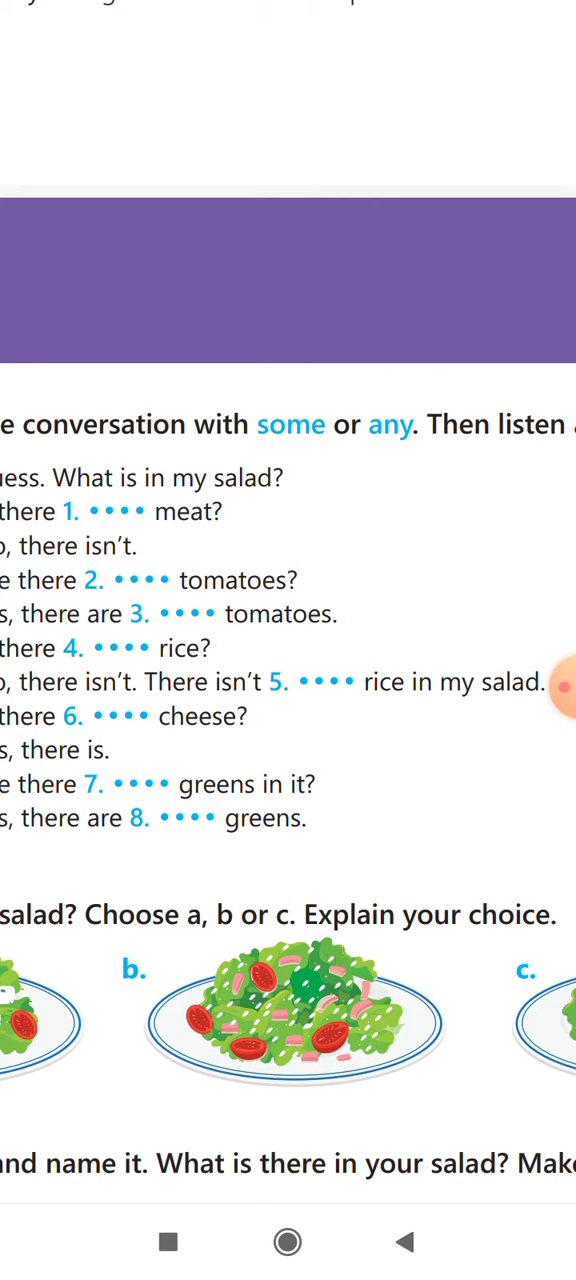 e conversation with some or any. Then listen
uess. What is in my salad?
there 1. •••• meat?
o, there isn't.
e there 2. •••• tomatoes?
s, there are 3. •••• tomatoes.
there 4. •••• rice?
o, there isn't. There isn't 5. •••• rice in my salad.
there 6. •••• cheese?
s, there is.
e there 7. •••• greens in it?
s, there are 8. •••• greens.
salad? Choose a, b or c. Explain your choice.
b.
c.
and name it. What is there in your salad? Make